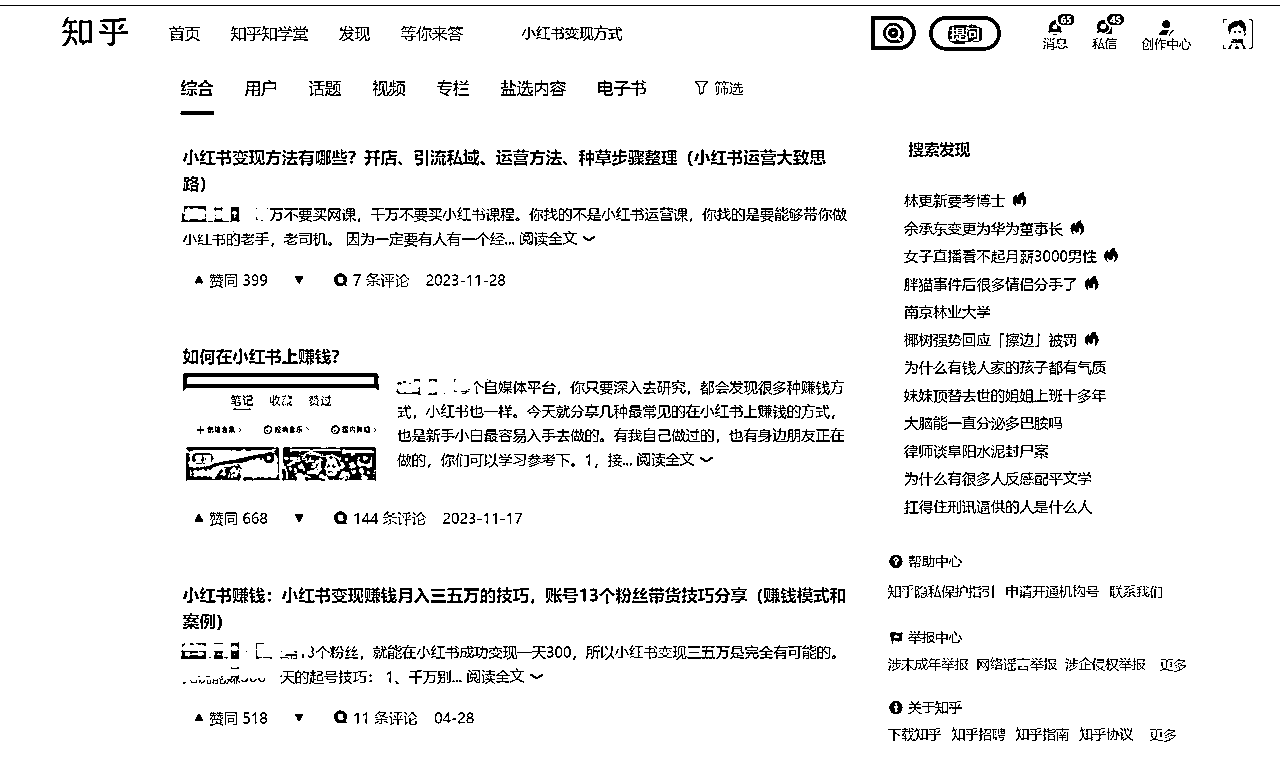 知乎 首页 知乎知学堂 发现 等你来答 小红书变现方式 提问 65 消息 45 私信 创作中心
综合 用户 话题 视频 专栏 盐选内容 电子书 筛选
小红书变现方法有哪些？开店、引流私域、运营方法、种草步骤整理（小红书运营大致思
路）
万不要买网课，千万不要买小红书课程。你找的不是小红书运营课，你找的是要能够带你做
小红书的老手，老司机。 因为一定要有人有一个经... 阅读全文
赞同 399 7 条评论 2023-11-28
如何在小红书上赚钱？
笔记 收藏 赞过
个自媒体平台，你只要深入去研究，都会发现很多种赚钱方
式，小红书也一样。今天就分享几种最常见的在小红书上赚钱的方式，
也是新手小白最容易入手去做的。有我自己做过的，也有身边朋友正在
做的，你们可以学习参考下。1，接... 阅读全文
赞同 668 144 条评论 2023-11-17
小红书赚钱：小红书变现赚钱月入三五万的技巧，账号13个粉丝带货技巧分享（赚钱模式和
案例）
13个粉丝，就能在小红书成功变现一天300，所以小红书变现三五万是完全有可能的。
天的起号技巧： 1、千万别... 阅读全文
赞同 518 11 条评论 04-28
搜索发现
林更新要考博士
余承东变更为华为董事长
女子直播看不起月薪3000男性
胖猫事件后很多情侣分手了
南京林业大学
椰树强势回应「擦边」被罚
为什么有钱人家的孩子都有气质
妹妹顶替去世的姐姐上班十多年
大脑能一直分泌多巴胺吗
律师谈阜阳水泥封尸案
为什么有很多人反感配平文学
扛得住刑讯逼供的人是什么人
帮助中心
知乎隐私保护指引 申请开通机构号 联系我们
举报中心
涉未成年举报 网络谣言举报 涉企侵权举报 更多
关于知乎
下载知乎 知乎招聘 知乎指南 知乎协议 更多